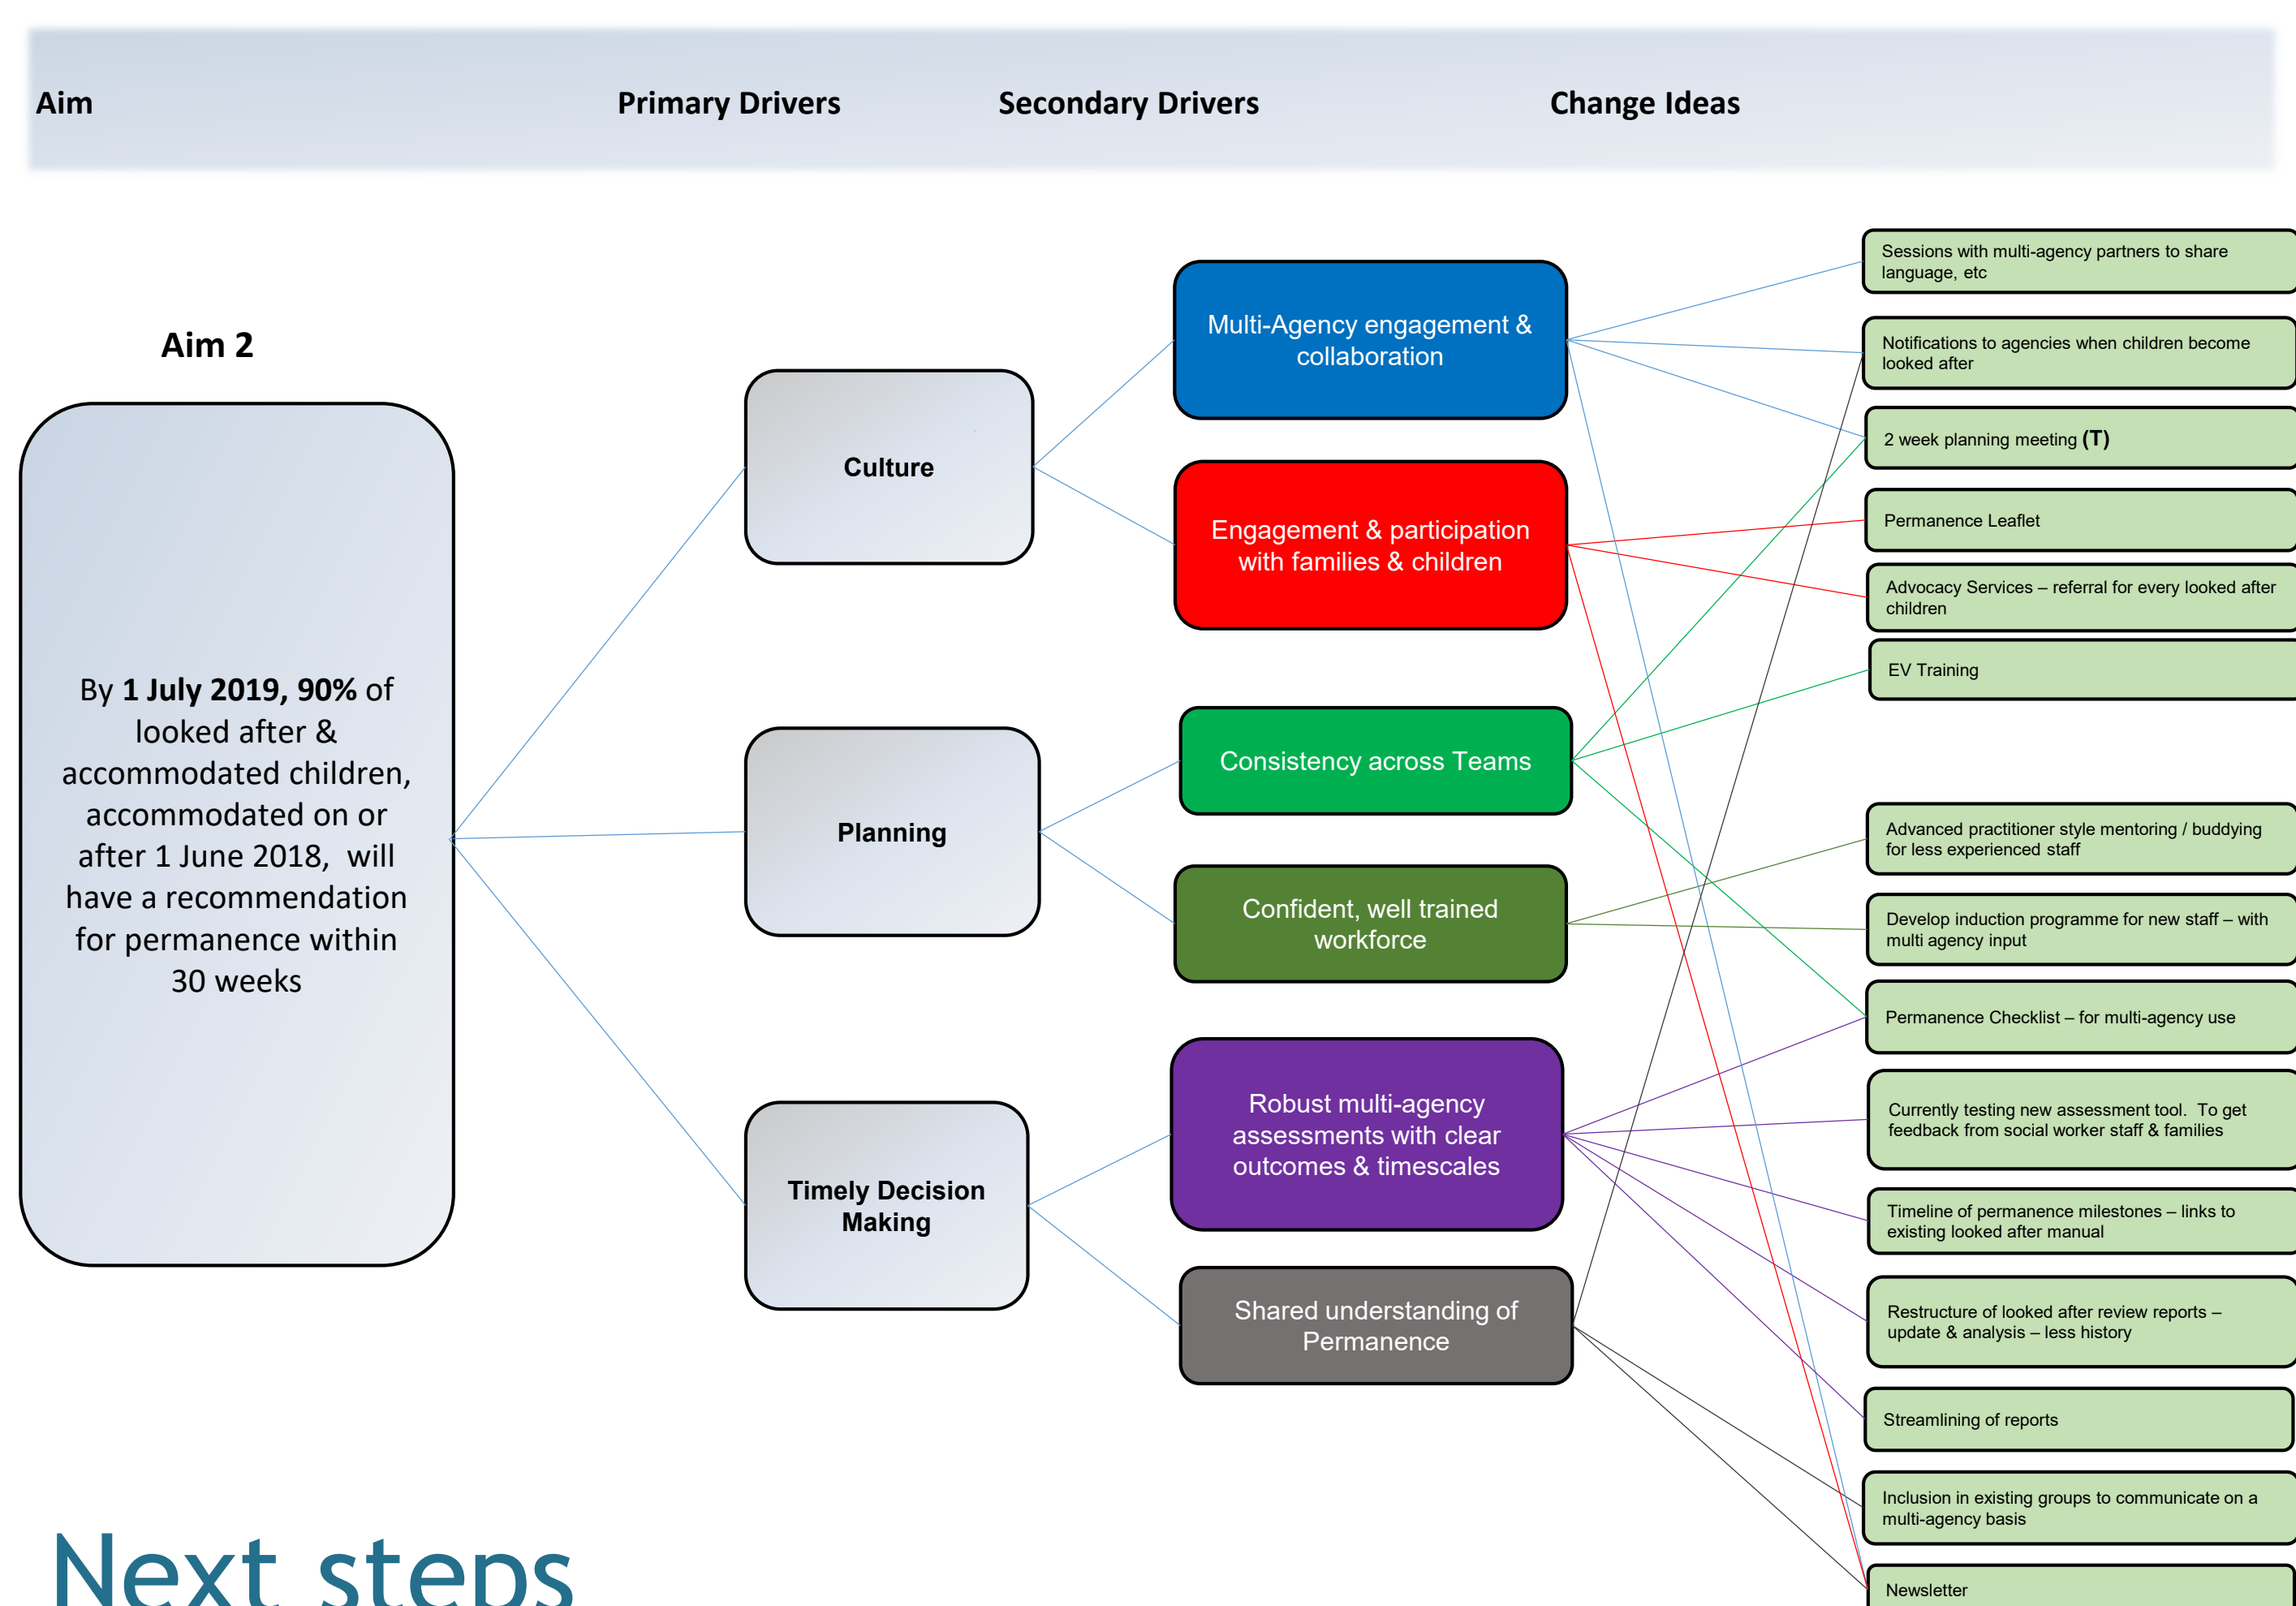 Aim
Primary Drivers
Secondary Drivers
Change Ideas
Aim 2
By 1 July 2019, 90% of
looked after &
accommodated children,
accommodated on or
after 1 June 2018,  will
have a recommendation
for permanence within
30 weeks
Culture
Planning
Timely Decision
Making
Multi-Agency engagement &
collaboration
Engagement & participation
with families & children
Consistency across Teams
Confident, well trained
workforce
Robust multi-agency
assessments with clear
outcomes & timescales
Shared understanding of
Permanence
Sessions with multi-agency partners to share
language, etc
Notifications to agencies when children become
looked after
2 week planning meeting (T)
Permanence Leaflet
Advocacy Services – referral for every looked after
children
EV Training
Advanced practitioner style mentoring / buddying
for less experienced staff
Develop induction programme for new staff – with
multi agency input
Permanence Checklist – for multi-agency use
Currently testing new assessment tool.  To get
feedback from social worker staff & families
Timeline of permanence milestones – links to
existing looked after manual
Restructure of looked after review reports –
update & analysis – less history
Streamlining of reports
Inclusion in existing groups to communicate on a
multi-agency basis
Newsletter
Next steps